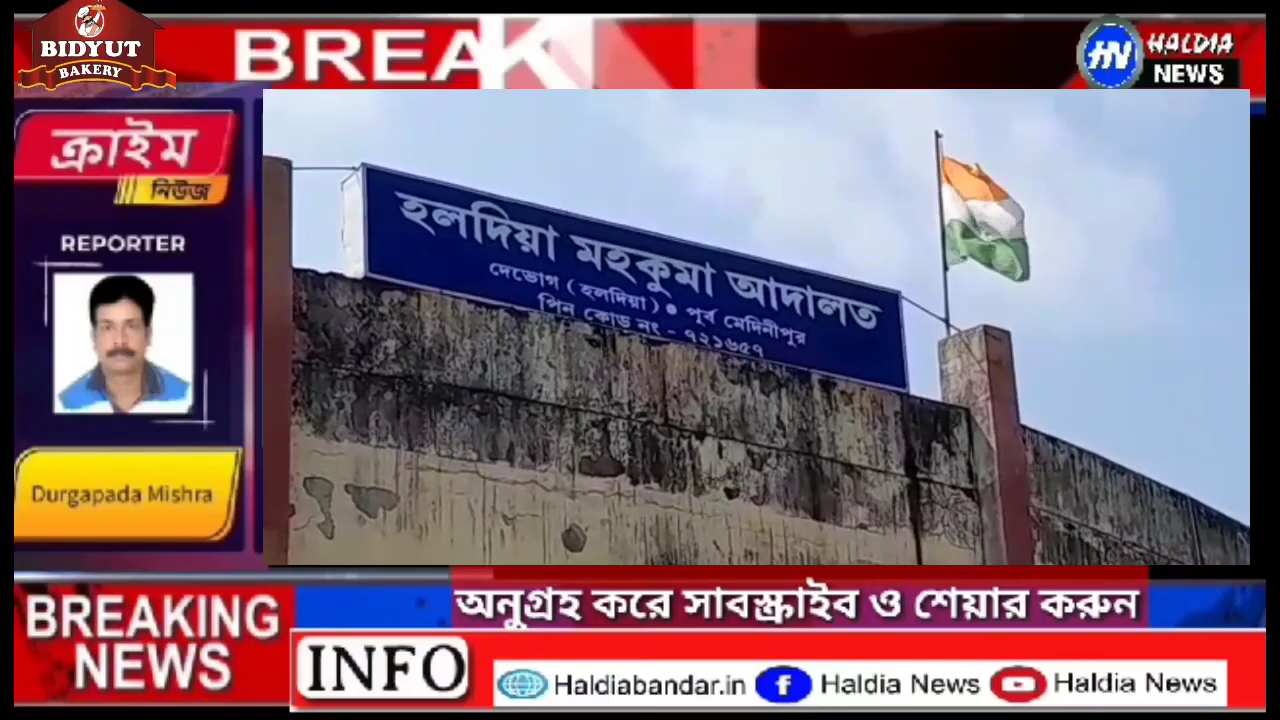 BIDYUT
BAKERY
BREAK
HN
HALDIA
NEWS
ক্রাইম
নিউজ
REPORTER
Durgapada Mishra
হলদিয়া মহকুমা আদালত
দেভোগ ( হলদিয়া ) ● পূর্ব মেদিনীপুর
পিন কোড নং - ৭২১৬৫৭
অনুগ্রহ করে সাবস্ক্রাইব ও শেয়ার করুন
BREAKING
NEWS
INFO
Haldiabandar.in
Haldia News
Haldia News